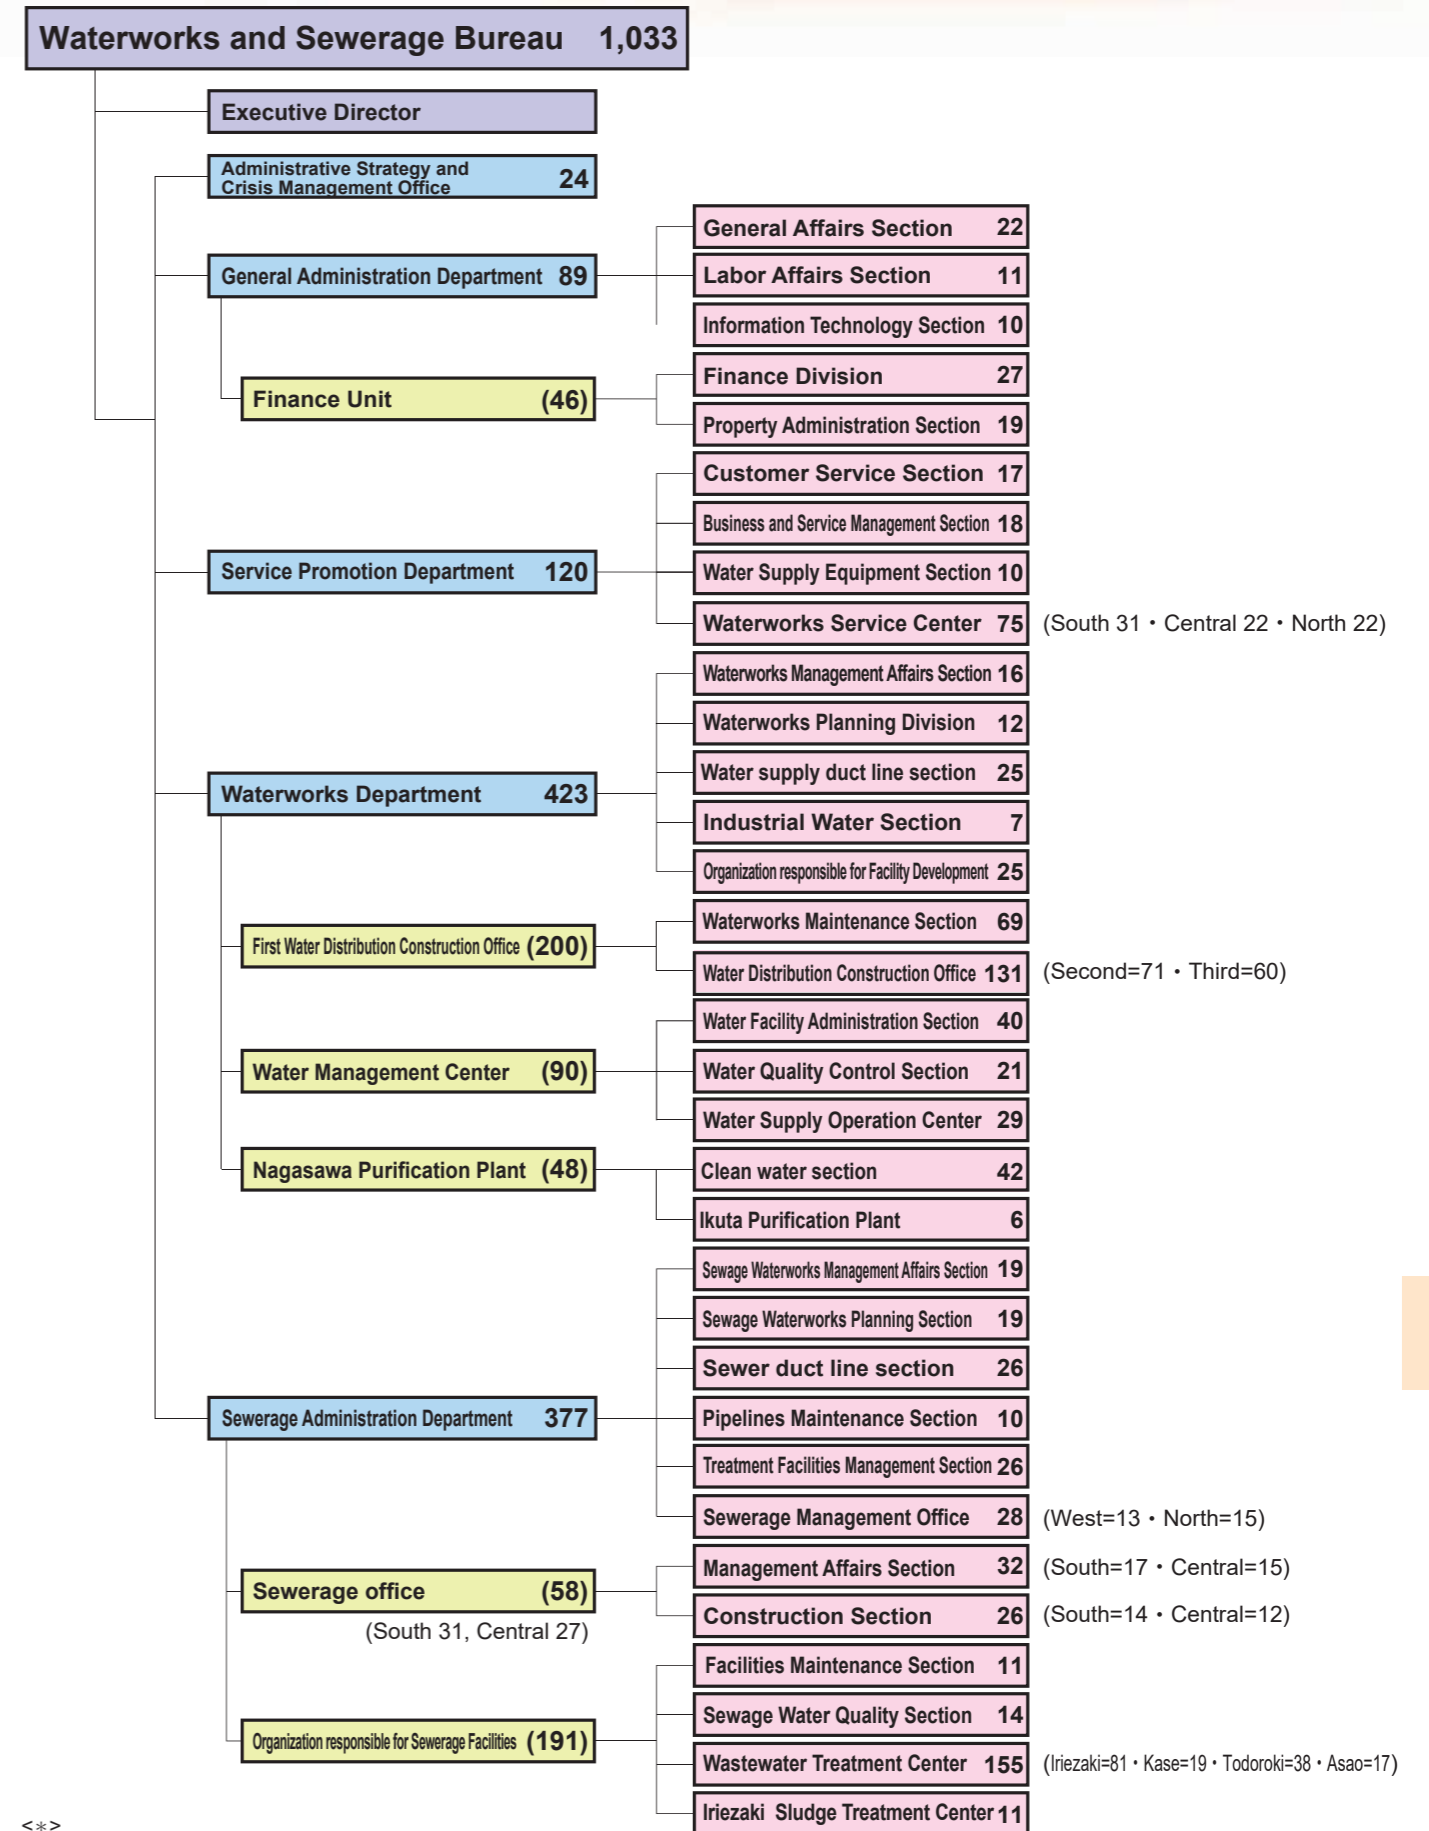 Waterworks and Sewerage Bureau 1,033
Executive Director
Administrative Strategy and
Crisis Management Office 24
General Administration Department 89
General Affairs Section 22
Labor Affairs Section 11
Information Technology Section 10
Finance Unit (46)
Finance Division 27
Property Administration Section 19
Service Promotion Department 120
Customer Service Section 17
Business and Service Management Section 18
Water Supply Equipment Section 10
Waterworks Service Center 75 (South 31・Central 22・North 22)
Waterworks Department 423
Waterworks Management Affairs Section 16
Waterworks Planning Division 12
Water supply duct line section 25
Industrial Water Section 7
Organization responsible for Facility Development 25
First Water Distribution Construction Office (200)
Waterworks Maintenance Section 69
Water Distribution Construction Office 131 (Second=71・Third=60)
Water Management Center (90)
Water Facility Administration Section 40
Water Quality Control Section 21
Water Supply Operation Center 29
Nagasawa Purification Plant (48)
Clean water section 42
Ikuta Purification Plant 6
Sewerage Administration Department 377
Sewage Waterworks Management Affairs Section 19
Sewage Waterworks Planning Section 19
Sewer duct line section 26
Pipelines Maintenance Section 10
Treatment Facilities Management Section 26
Sewerage Management Office 28 (West=13・North=15)
Sewerage office (58)
(South 31, Central 27)
Management Affairs Section 32 (South=17・Central=15)
Construction Section 26 (South=14・Central=12)
Organization responsible for Sewerage Facilities (191)
Facilities Maintenance Section 11
Sewage Water Quality Section 14
Wastewater Treatment Center 155 (Iriezaki=81・Kase=19・Todoroki=38・Asao=17)
Iriezaki Sludge Treatment Center 11
<*>